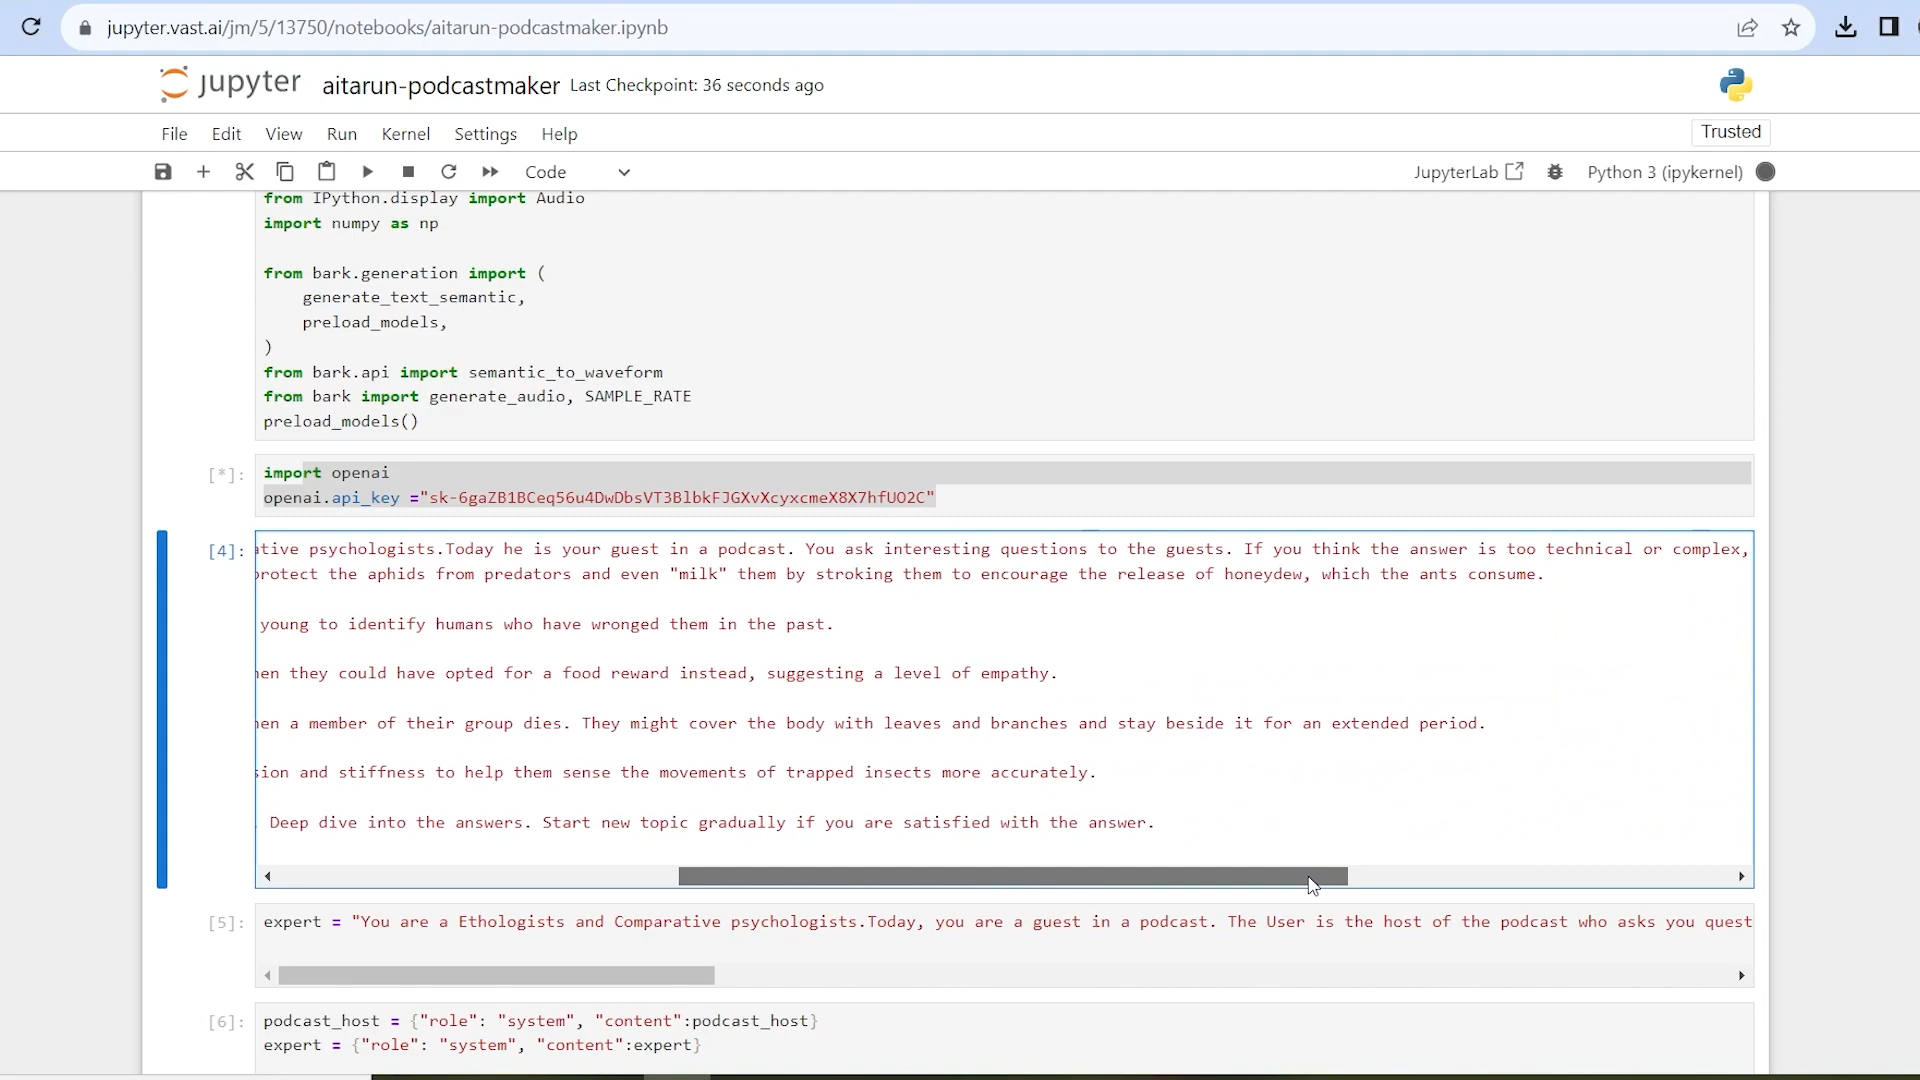 jupyter.vast.ai/jm/5/13750/notebooks/aitarun-podcastmaker.ipynb
jupyter aitarun-podcastmaker Last Checkpoint: 36 seconds ago
File Edit View Run Kernel Settings Help Trusted
Code JupyterLab Python 3 (ipykernel)
from IPython.display import Audio
import numpy as np
from bark.generation import (
generate_text_semantic,
preload_models,
)
from bark.api import semantic_to_waveform
from bark import generate_audio, SAMPLE_RATE
preload_models()
[*]: import openai
openai.api_key ="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"
[4]: ative psychologists.Today he is your guest in a podcast. You ask interesting questions to the guests. If you think the answer is too technical or complex,
protect the aphids from predators and even "milk" them by stroking them to encourage the release of honeydew, which the ants consume.
young to identify humans who have wronged them in the past.
hen they could have opted for a food reward instead, suggesting a level of empathy.
hen a member of their group dies. They might cover the body with leaves and branches and stay beside it for an extended period.
sion and stiffness to help them sense the movements of trapped insects more accurately.
Deep dive into the answers. Start new topic gradually if you are satisfied with the answer.
[5]: expert = "You are a Ethologists and Comparative psychologists.Today, you are a guest in a podcast. The User is the host of the podcast who asks you quest
[6]: podcast_host = {"role": "system", "content":podcast_host}
expert = {"role": "system", "content":expert}